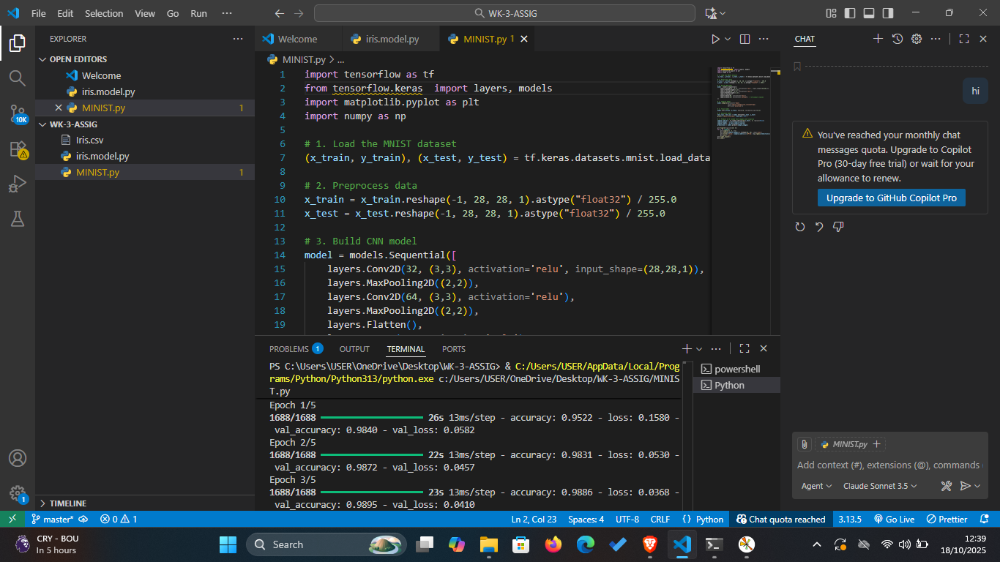 File Edit Selection View Go Run ···
WK-3-ASSIG
EXPLORER
OPEN EDITORS
Welcome
iris.model.py
MINIST.py 1
WK-3-ASSIG
Iris.csv
iris.model.py
MINIST.py 1
TIMELINE
10K
1
Welcome
iris.model.py
MINIST.py 1
MINIST.py > ...
1 import tensorflow as tf
2 from tensorflow.keras  import layers, models
3 import matplotlib.pyplot as plt
4 import numpy as np
5
6 # 1. Load the MNIST dataset
7 (x_train, y_train), (x_test, y_test) = tf.keras.datasets.mnist.load_data
8
9 # 2. Preprocess data
10 x_train = x_train.reshape(-1, 28, 28, 1).astype("float32") / 255.0
11 x_test = x_test.reshape(-1, 28, 28, 1).astype("float32") / 255.0
12
13 # 3. Build CNN model
14 model = models.Sequential([
15     layers.Conv2D(32, (3,3), activation='relu', input_shape=(28,28,1)),
16     layers.MaxPooling2D((2,2)),
17     layers.Conv2D(64, (3,3), activation='relu'),
18     layers.MaxPooling2D((2,2)),
19     layers.Flatten(),
PROBLEMS 1 OUTPUT TERMINAL PORTS
PS C:\Users\USER\OneDrive\Desktop\WK-3-ASSIG> & C:/Users/USER/AppData/Local/Prog
rams/Python/Python313/python.exe c:/Users/USER/OneDrive/Desktop/WK-3-ASSIG/MINIS
T.py
Epoch 1/5
1688/1688 26s 13ms/step - accuracy: 0.9522 - loss: 0.1580 -
val_accuracy: 0.9840 - val_loss: 0.0582
Epoch 2/5
1688/1688 22s 13ms/step - accuracy: 0.9831 - loss: 0.0530 -
val_accuracy: 0.9872 - val_loss: 0.0457
Epoch 3/5
1688/1688 23s 13ms/step - accuracy: 0.9886 - loss: 0.0368 -
val_accuracy: 0.9895 - val_loss: 0.0410
powershell
Python
CHAT
hi
You've reached your monthly chat
messages quota. Upgrade to Copilot
Pro (30-day free trial) or wait for your
allowance to renew.
Upgrade to GitHub Copilot Pro
MINIST.py
Add context (#), extensions (@), commands
Agent Claude Sonnet 3.5
master* 0 1 Ln 2, Col 23 Spaces: 4 UTF-8 CRLF {} Python Chat quota reached 3.13.5 Go Live Prettier
CRY - BOU
In 5 hours
Search
12:39
18/10/2025